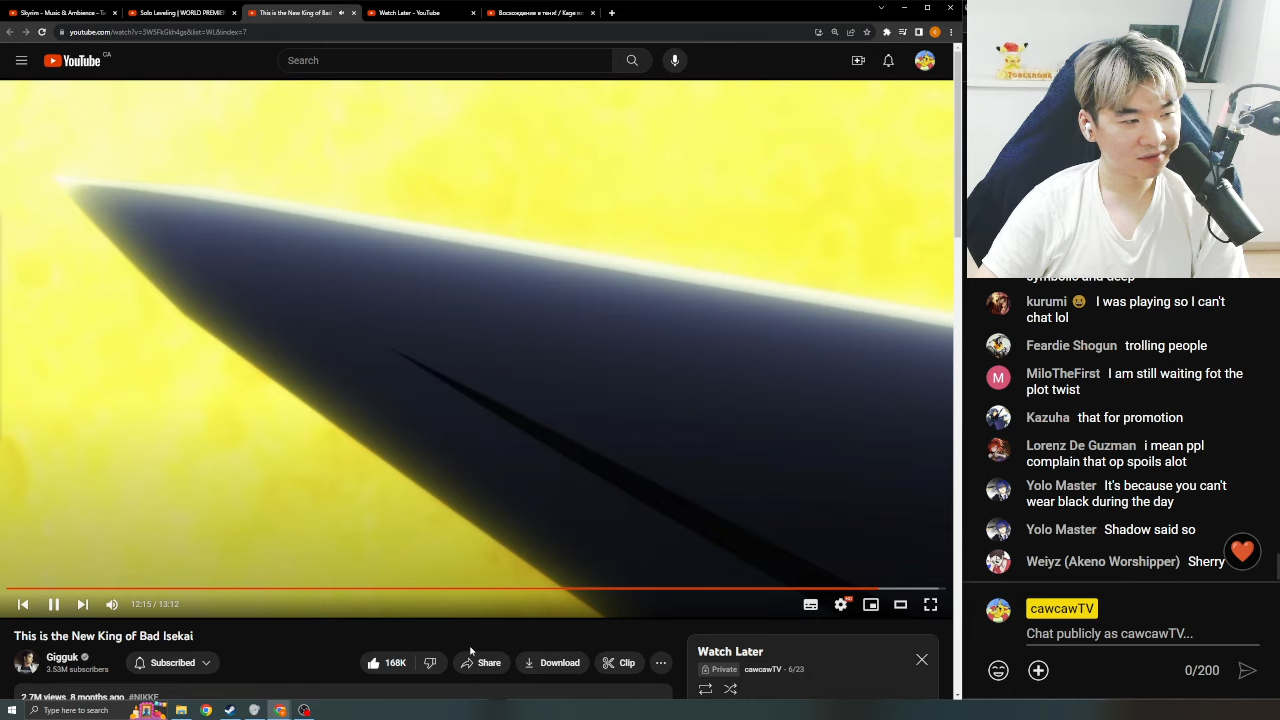 Skyrim - Music & Ambience -
Solo Leveling | WORLD PREMIE
This is the New King of Bad
Watch Later - YouTube
Восхождение в тени! / Kage
youtube.com/watch?v=3W5FkGkh4gs&list=WL&index=7
YouTube CA
Search
TOBLERONE
symbolic and deep
kurumi I was playing so I can't
chat lol
Feardie Shogun trolling people
MiloTheFirst I am still waiting fot the
plot twist
Kazuha that for promotion
Lorenz De Guzman i mean ppl
complain that op spoils alot
Yolo Master It's because you can't
wear black during the day
Yolo Master Shadow said so
Weiyz (Akeno Worshipper) Sherry
cawcawTV
Chat publicly as cawcawTV...
0/200
12:15 / 13:12
HD
This is the New King of Bad Isekai
Gigguk
3.53M subscribers
Subscribed
168K
Share
Download
Clip
Watch Later
Private cawcawTV - 6/23
2.7M views 8 months ago #NIKKE
Type here to search